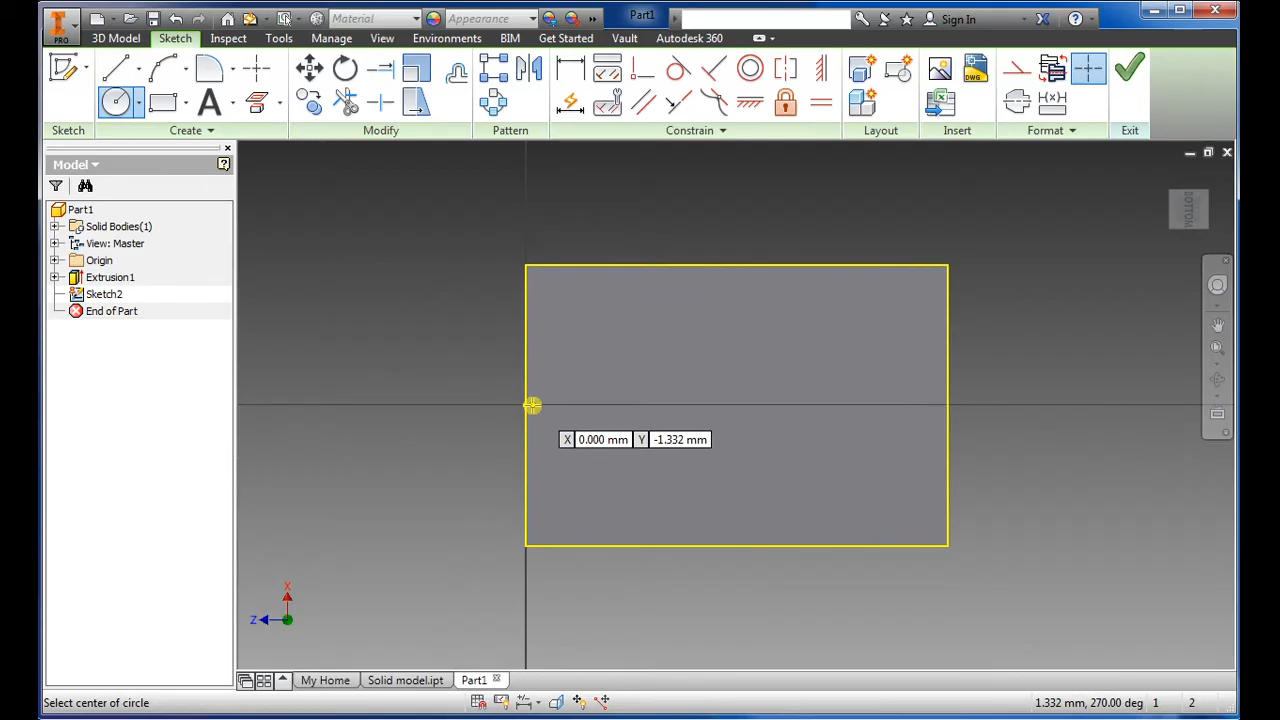 Material
Appearance
Part1
Sign In
PRO
3D Model
Sketch
Inspect
Tools
Manage
View
Environments
BIM
Get Started
Vault
Autodesk 360
A
DWG
(x)
Sketch
Create
Modify
Pattern
Constrain
Layout
Insert
Format
Exit
Model
Part1
Solid Bodies(1)
View: Master
Origin
Extrusion1
Sketch2
End of Part
BOTTOM
X 0.000 mm Y -1.332 mm
X
Z
My Home
Solid model.ipt
Part1
Select center of circle
1.332 mm, 270.00 deg 1 2